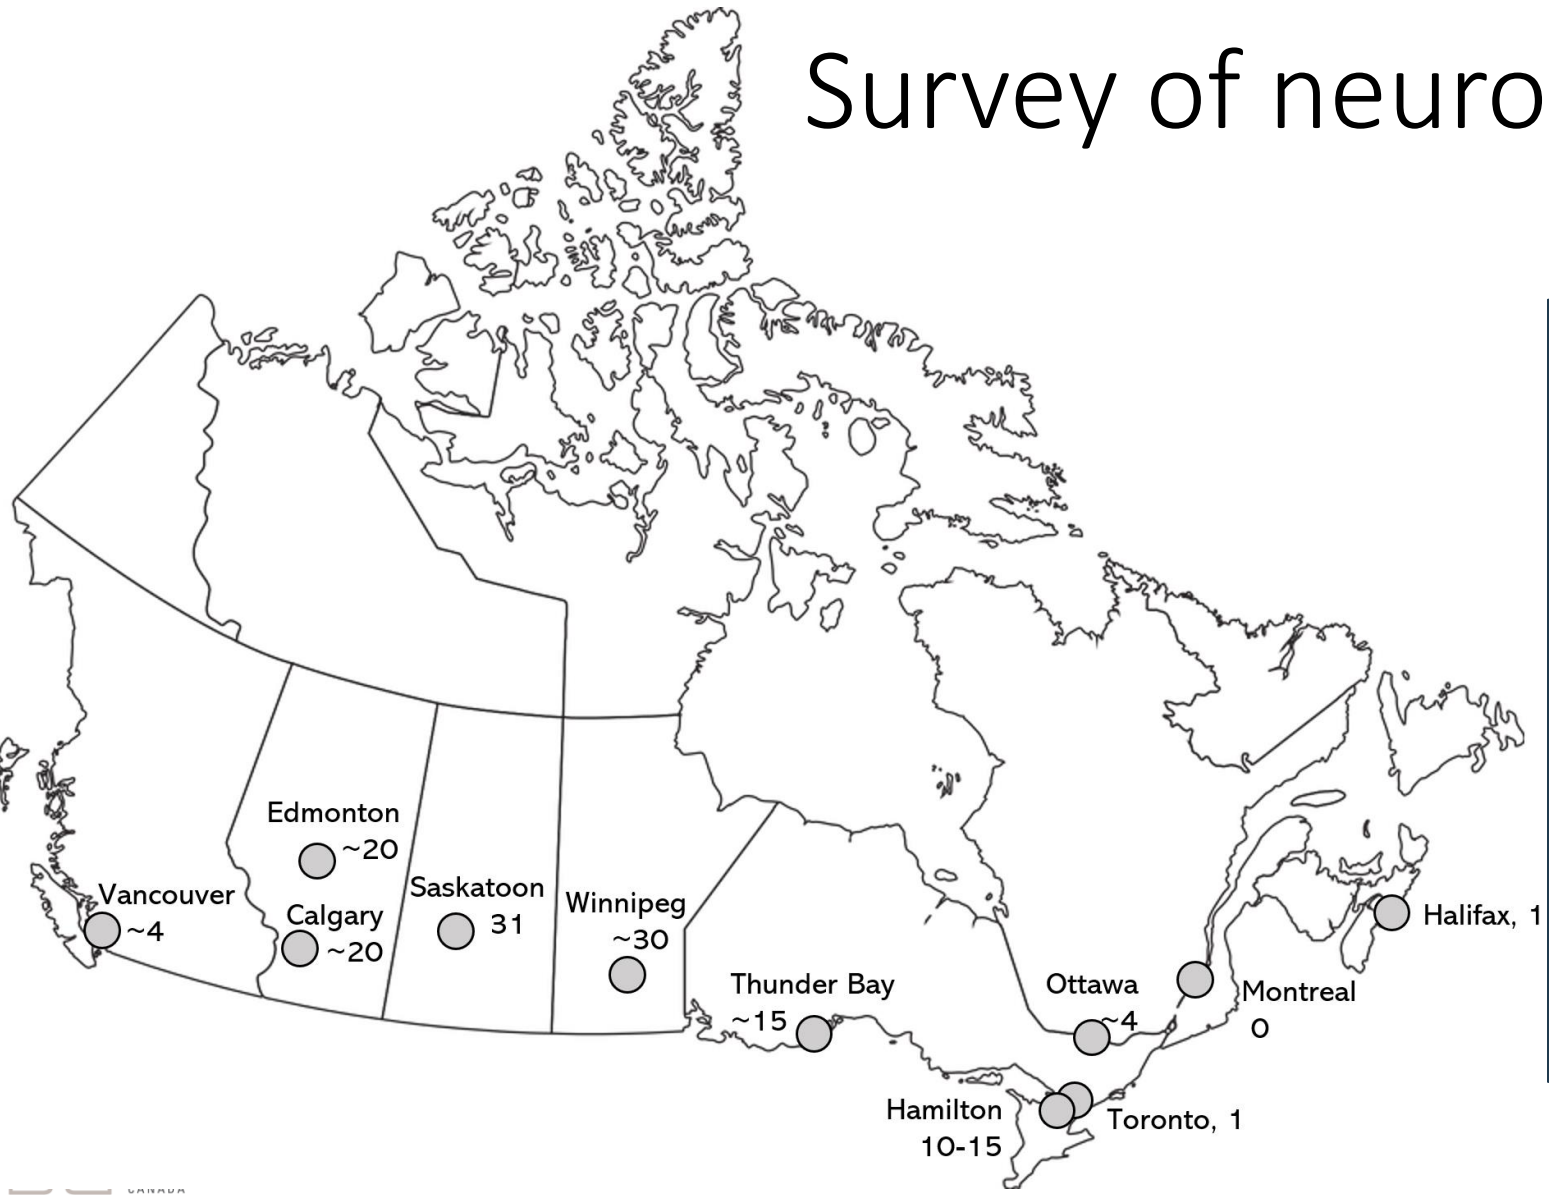 Survey of neuro
Edmonton
~20
Vancouver
~4
Calgary
~20
Saskatoon
31
Winnipeg
~30
Thunder Bay
~15
Ottawa
~4
Montreal
0
Halifax, 1
Hamilton
10-15
Toronto, 1
CANADA